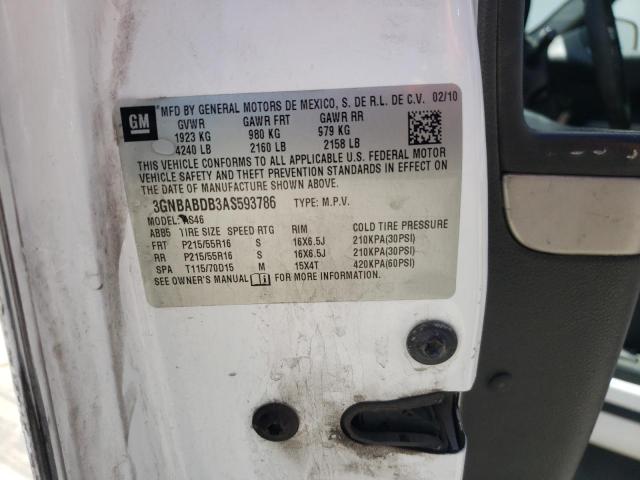 GM
MFD BY GENERAL MOTORS DE MEXICO, S. DE R.L. DE C.V. 02/10
GVWR GAWR FRT GAWR RR
1923 KG 980 KG 979 KG
4240 LB 2160 LB 2158 LB
THIS VEHICLE CONFORMS TO ALL APPLICABLE U.S. FEDERAL MOTOR
VEHICLE SAFETY AND THEFT PREVENTION STANDARDS IN EFFECT ON
THE DATE OF MANUFACTURE SHOWN ABOVE.
3GNBABDB3AS593786 TYPE: M.P.V.
MODEL: AS46
ABB5 TIRE SIZE SPEED RTG RIM COLD TIRE PRESSURE
FRT P215/55R16 S 16X6.5J 210KPA(30PSI)
RR P215/55R16 S 16X6.5J 210KPA(30PSI)
SPA T115/70D15 M 15X4T 420KPA(60PSI)
SEE OWNER'S MANUAL FOR MORE INFORMATION.